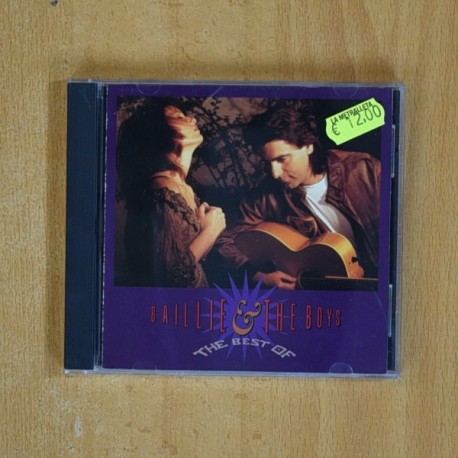 LA METRALLETA
€ 12,00
BAILLIE & THE BOYS
THE BEST OF